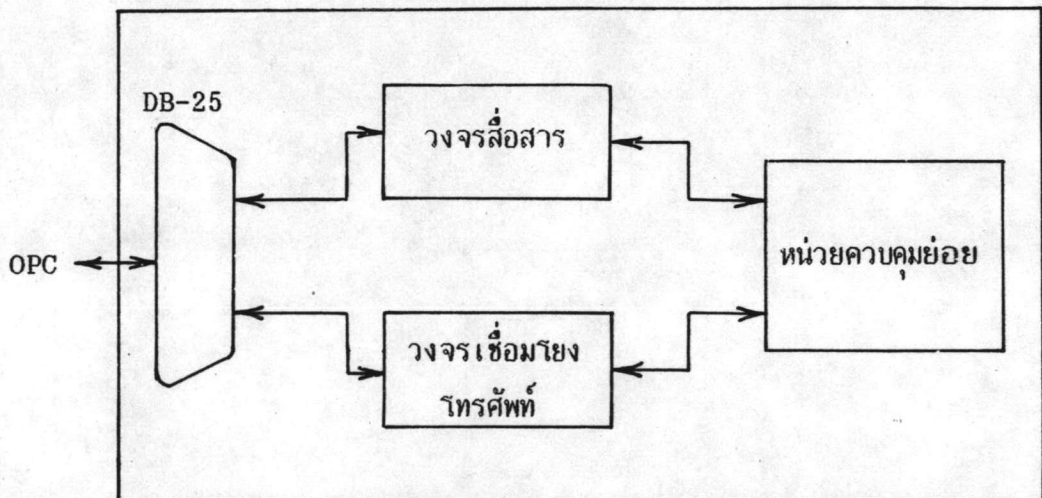 DB-25
วงจรสื่อสาร
OPC
หน่วยควบคุมย่อย
วงจรเชื่อมโยง
โทรศัพท์